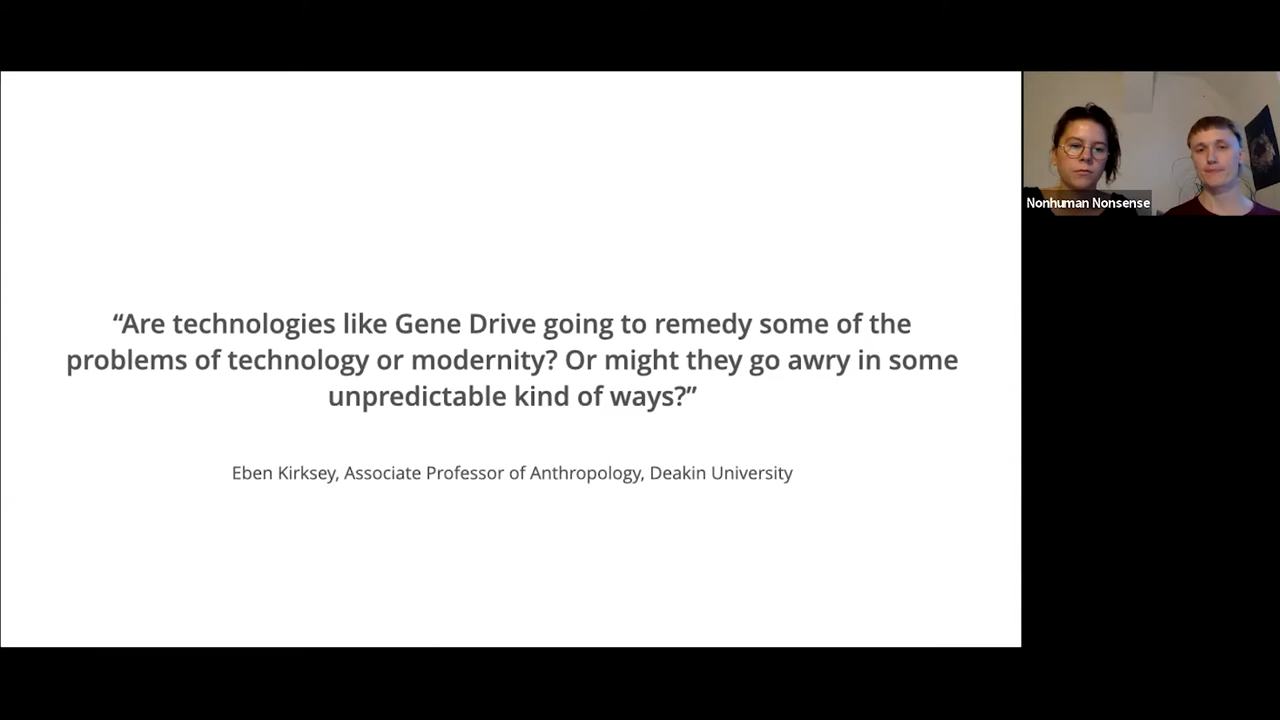 “Are technologies like Gene Drive going to remedy some of the
problems of technology or modernity? Or might they go awry in some
unpredictable kind of ways?”
Eben Kirksey, Associate Professor of Anthropology, Deakin University
Nonhuman Nonsense